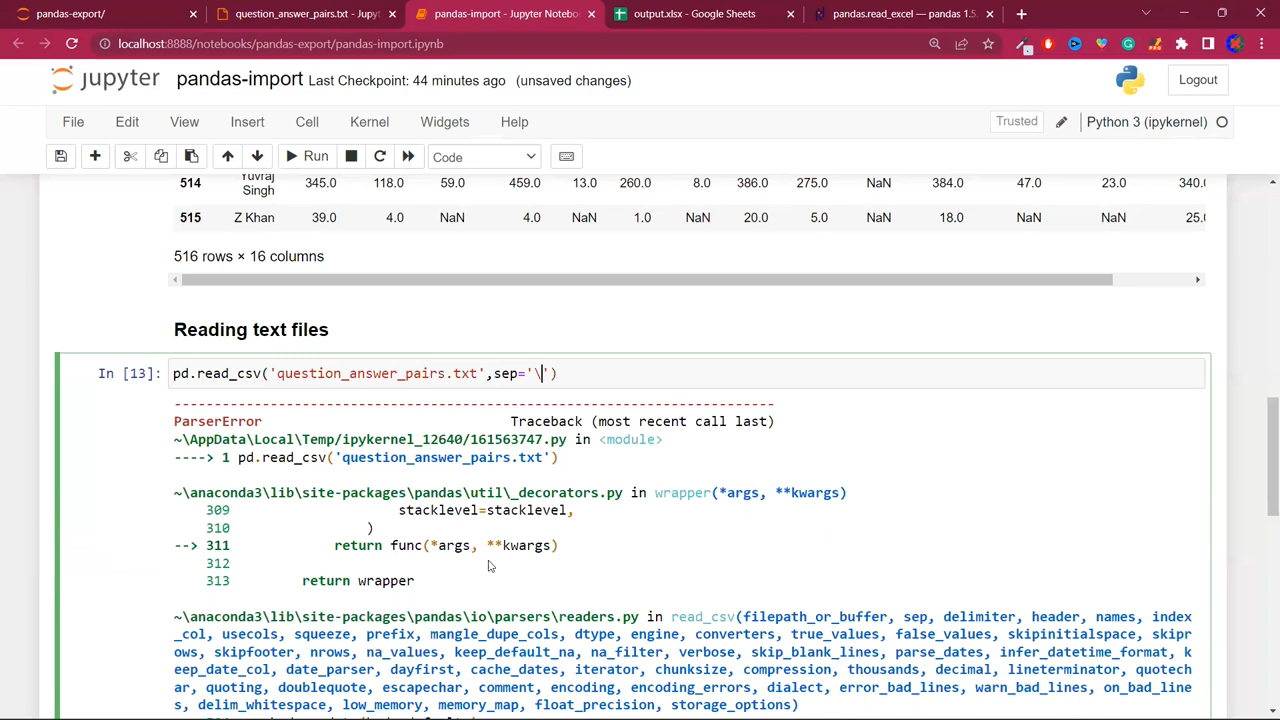 pandas-export/
question_answer_pairs.txt - Jupyt
pandas-import - Jupyter Notebo
output.xlsx - Google Sheets
pandas.read_excel — pandas 1.5.
localhost:8888/notebooks/pandas-export/pandas-import.ipynb
jupyter pandas-import Last Checkpoint: 44 minutes ago (unsaved changes)
Logout
File Edit View Insert Cell Kernel Widgets Help
Trusted
Python 3 (ipykernel)
Run
Code
514 Yuvraj Singh 345.0 118.0 59.0 459.0 13.0 260.0 8.0 386.0 275.0 NaN 384.0 47.0 23.0 340.
515 Z Khan 39.0 4.0 NaN 4.0 NaN 1.0 NaN 20.0 5.0 NaN 18.0 NaN NaN 25.
516 rows × 16 columns
Reading text files
In [13]: pd.read_csv('question_answer_pairs.txt',sep='\')
---------------------------------------------------------------------------
ParserError Traceback (most recent call last)
~\AppData\Local\Temp/ipykernel_12640/161563747.py in <module>
----> 1 pd.read_csv('question_answer_pairs.txt')
~\anaconda3\lib\site-packages\pandas\util\_decorators.py in wrapper(*args, **kwargs)
309 stacklevel=stacklevel,
310 )
--> 311 return func(*args, **kwargs)
312
313 return wrapper
~\anaconda3\lib\site-packages\pandas\io\parsers\readers.py in read_csv(filepath_or_buffer, sep, delimiter, header, names, index
_col, usecols, squeeze, prefix, mangle_dupe_cols, dtype, engine, converters, true_values, false_values, skipinitialspace, skipr
ows, skipfooter, nrows, na_values, keep_default_na, na_filter, verbose, skip_blank_lines, parse_dates, infer_datetime_format, k
eep_date_col, date_parser, dayfirst, cache_dates, iterator, chunksize, compression, thousands, decimal, lineterminator, quotech
ar, quoting, doublequote, escapechar, comment, encoding, encoding_errors, dialect, error_bad_lines, warn_bad_lines, on_bad_line
s, delim_whitespace, low_memory, memory_map, float_precision, storage_options)